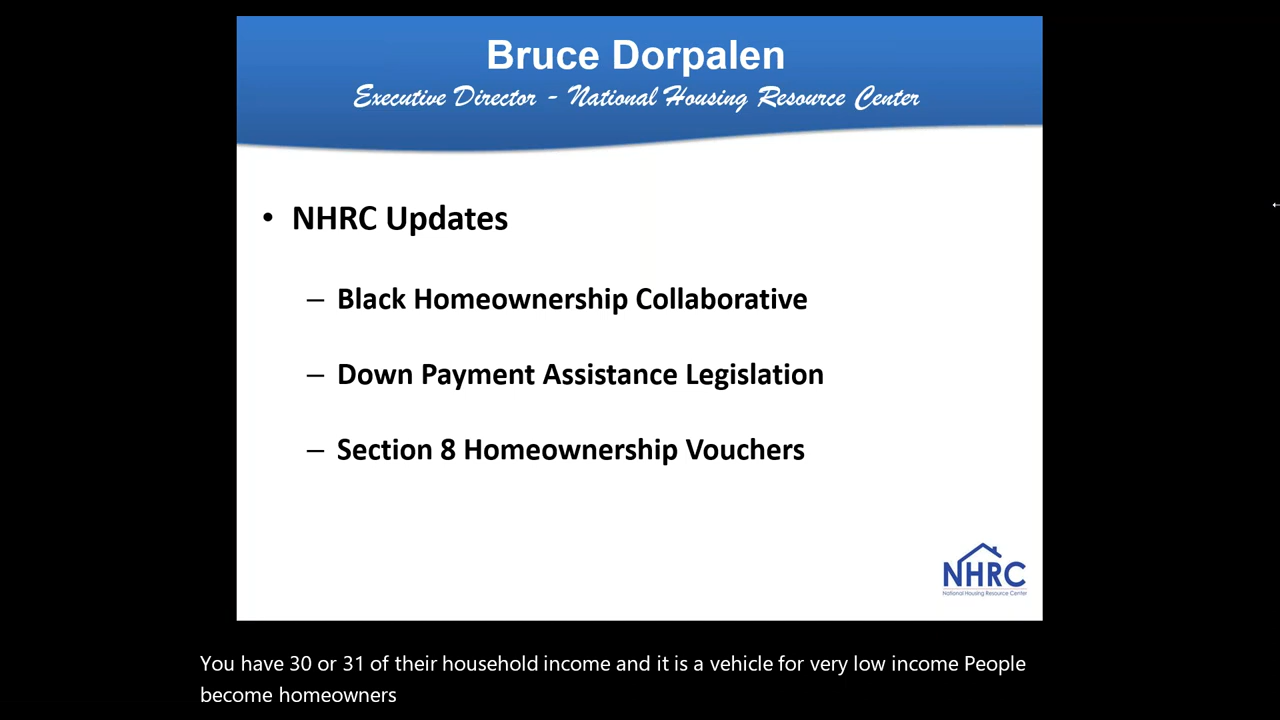 Bruce Dorpalen
Executive Director - National Housing Resource Center
• NHRC Updates
– Black Homeownership Collaborative
– Down Payment Assistance Legislation
– Section 8 Homeownership Vouchers
NHRC
National Housing Resource Center
You have 30 or 31 of their household income and it is a vehicle for very low income People
become homeowners